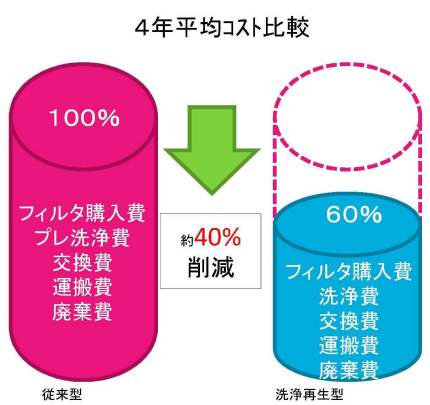 4年平均コスト比較
100%
フィルタ購入費
プレ洗浄費
交換費
運搬費
廃棄費
従来型
約40%
削減
60%
フィルタ購入費
洗浄費
交換費
運搬費
廃棄費
洗浄再生型